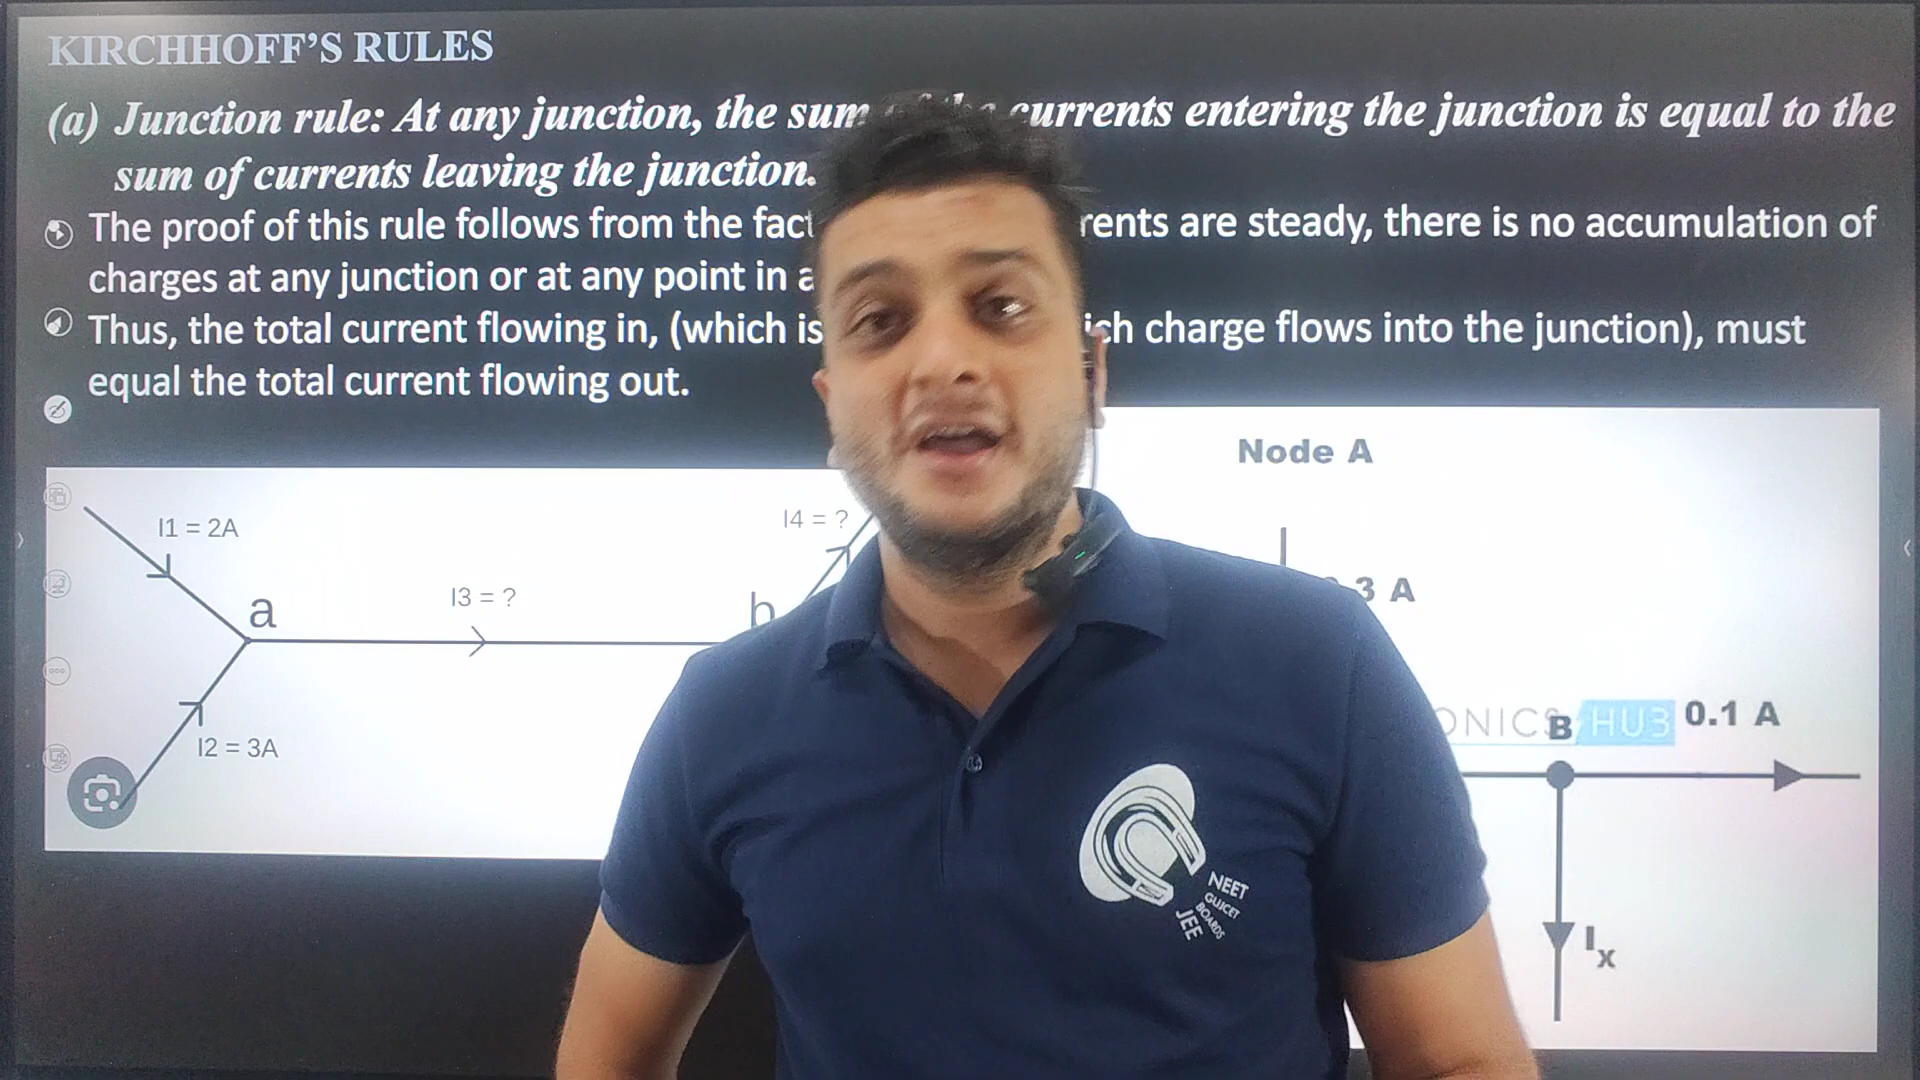 KIRCHHOFF'S RULES
(a) Junction rule: At any junction, the sum currents entering the junction is equal to the
sum of currents leaving the junction.
The proof of this rule follows from the fact are steady, there is no accumulation of
charges at any junction or at any point in a
Thus, the total current flowing in, (which is charge flows into the junction), must
equal the total current flowing out.
I1 = 2A
a
I3 = ?
I2 = 3A
I4 = ?
b
Node A
3 A
B
HUB
0.1 A
Ix
NEET
GUJCET
BOARDS
JEE